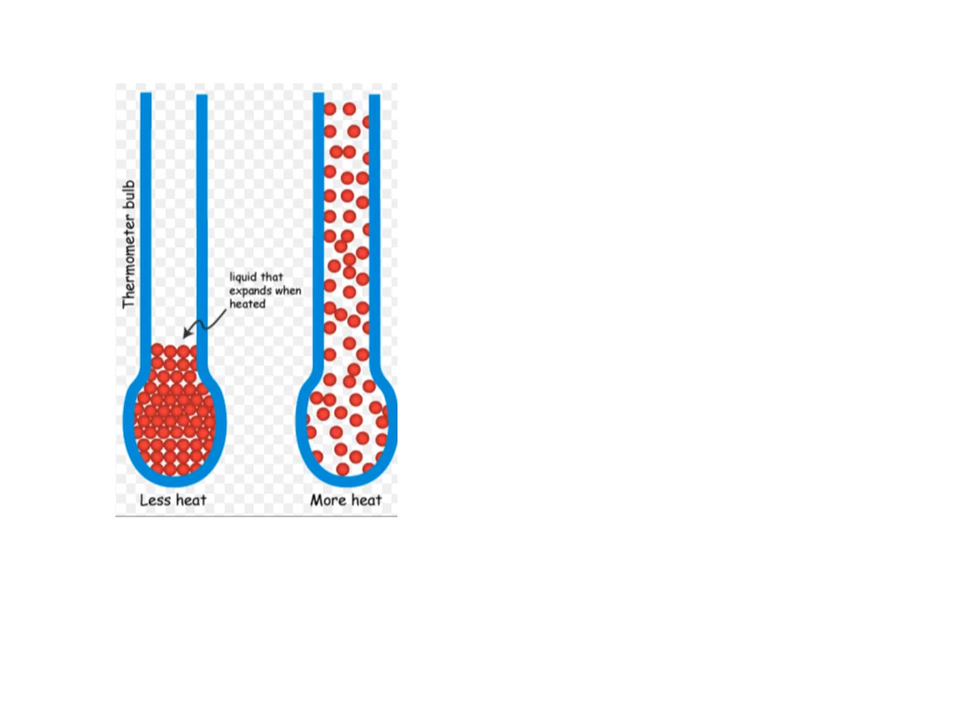 Thermometer bulb
liquid that
expands when
heated
Less heat
More heat